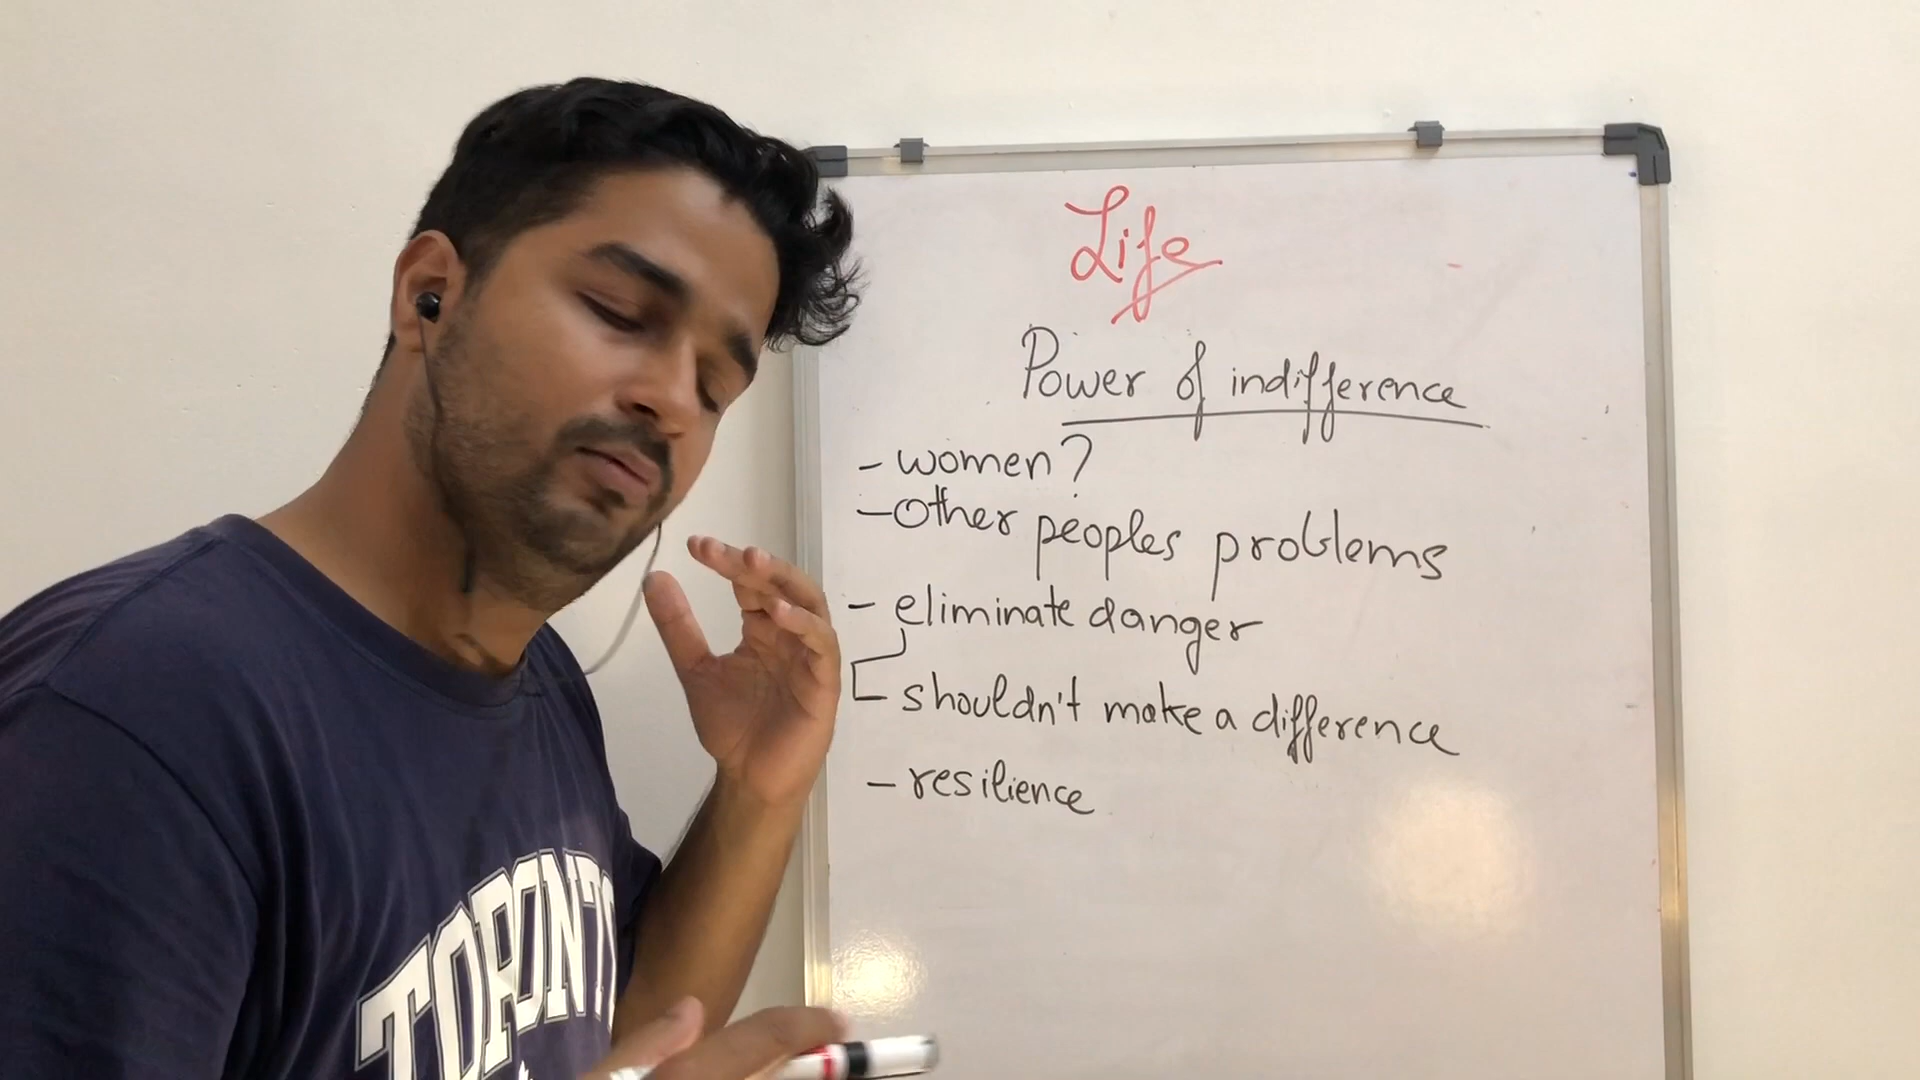 Life
Power of indifference
- women?
- other peoples problems
- eliminate danger
shouldn't make a difference
- resilience
TORONTO